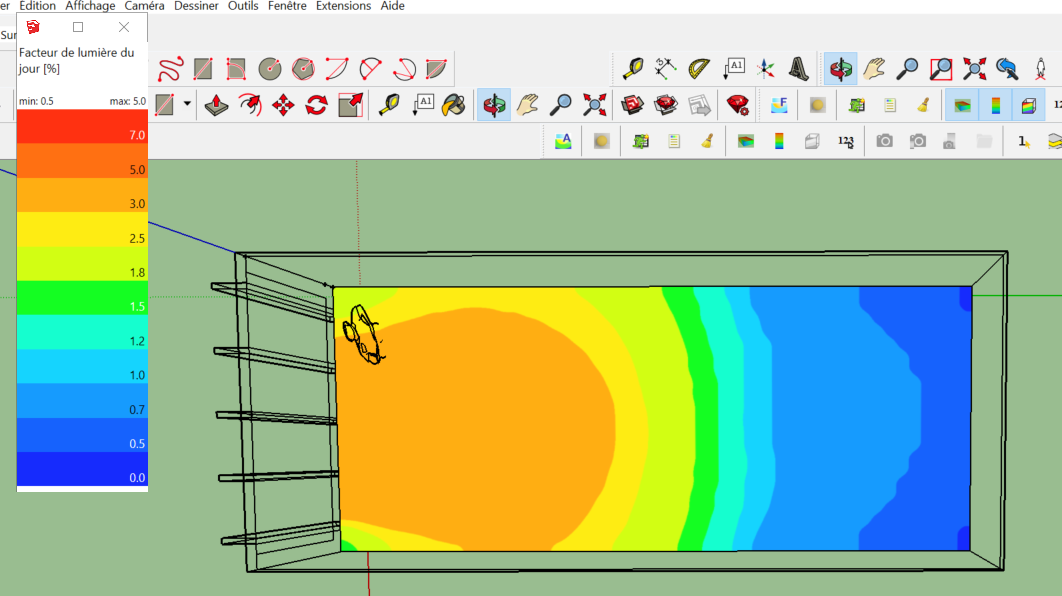 er Edition Affichage Caméra Dessiner Outils Fenêtre Extensions Aide
Sur
Facteur de lumière du
jour [%]
min: 0.5 max: 5.0
7.0
5.0
3.0
2.5
1.8
1.5
1.2
1.0
0.7
0.5
0.0
A1
A1
F
12
A
123
1